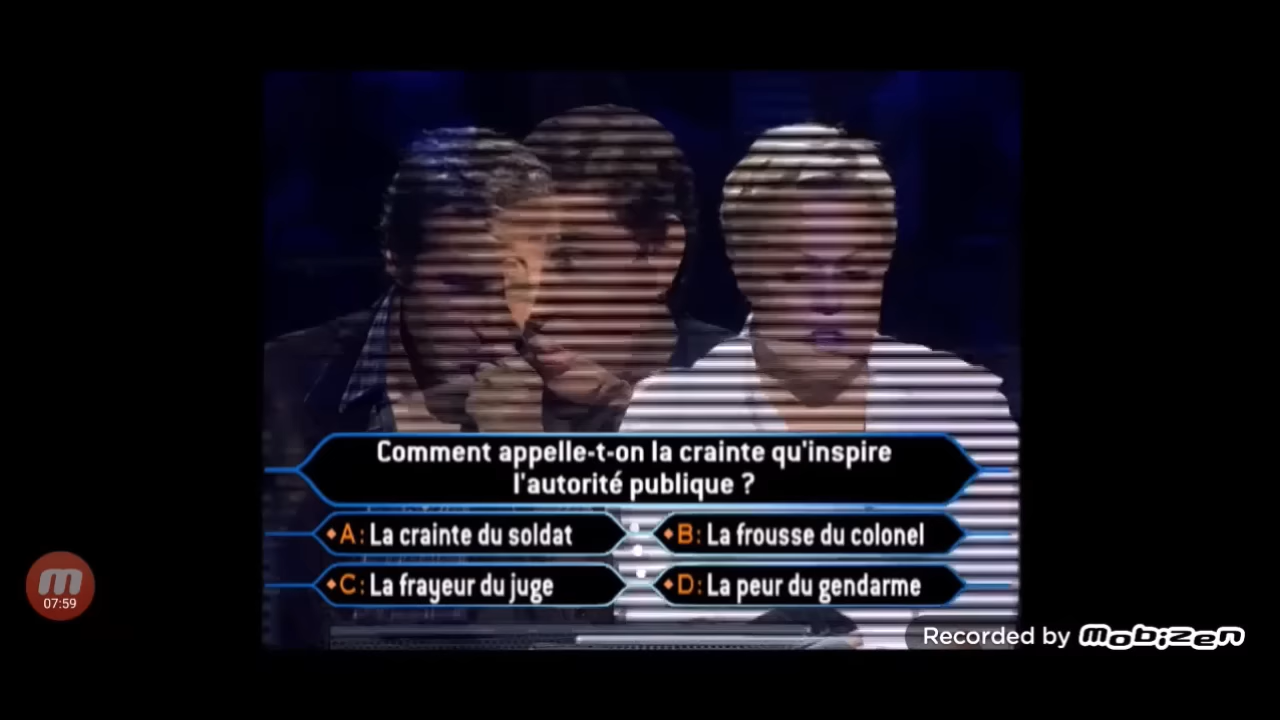 Comment appelle-t-on la crainte qu'inspire
l'autorité publique ?
A: La crainte du soldat
B: La frousse du colonel
C: La frayeur du juge
D: La peur du gendarme
07:59
Recorded by mobizen